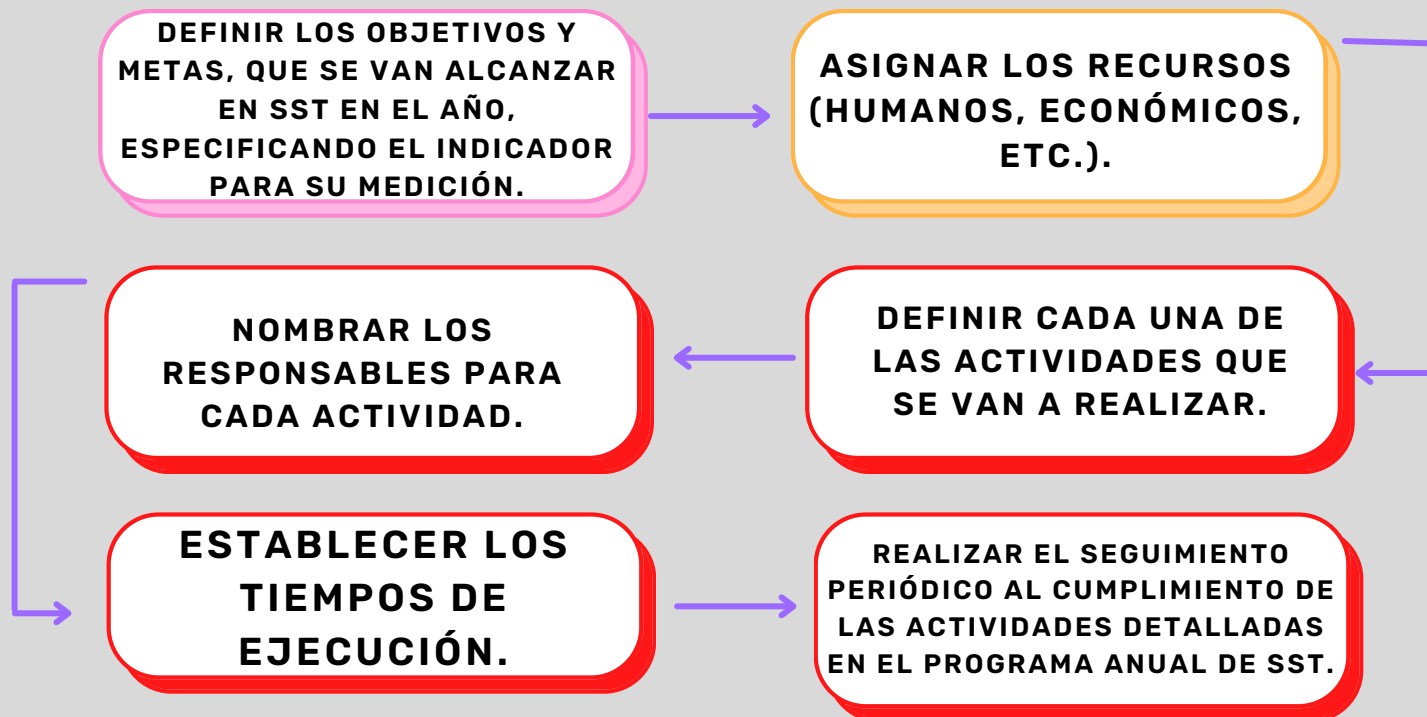 DEFINIR LOS OBJETIVOS Y
METAS, QUE SE VAN ALCANZAR
EN SST EN EL AÑO,
ESPECIFICANDO EL INDICADOR
PARA SU MEDICIÓN.
ASIGNAR LOS RECURSOS
(HUMANOS, ECONÓMICOS,
ETC.).
DEFINIR CADA UNA DE
LAS ACTIVIDADES QUE
SE VAN A REALIZAR.
NOMBRAR LOS
RESPONSABLES PARA
CADA ACTIVIDAD.
ESTABLECER LOS
TIEMPOS DE
EJECUCIÓN.
REALIZAR EL SEGUIMIENTO
PERIÓDICO AL CUMPLIMIENTO DE
LAS ACTIVIDADES DETALLADAS
EN EL PROGRAMA ANUAL DE SST.